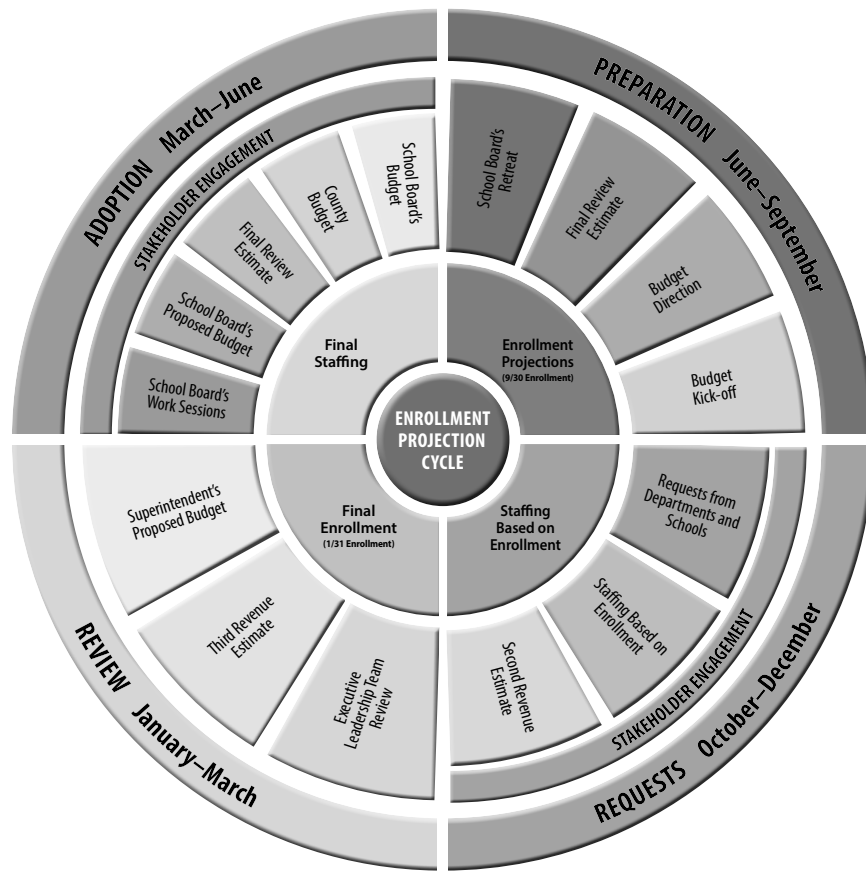 ENROLLMENT
PROJECTION
CYCLE
PREPARATION June–September
School Board's
Retreat
Final Review
Estimate
Budget
Direction
Budget
Kick-off
Enrollment
Projections
(9/30 Enrollment)
REQUESTS October–December
STAKEHOLDER ENGAGEMENT
Requests from
Departments and
Schools
Staffing Based on
Enrollment
Second Revenue
Estimate
Staffing
Based on
Enrollment
REVIEW January–March
Executive
Leadership Team
Review
Third Revenue
Estimate
Superintendent's
Proposed Budget
Final
Enrollment
(1/31 Enrollment)
ADOPTION March–June
STAKEHOLDER ENGAGEMENT
School Board's
Work Sessions
School Board's
Proposed Budget
Final Review
Estimate
County
Budget
School Board's
Budget
Final
Staffing